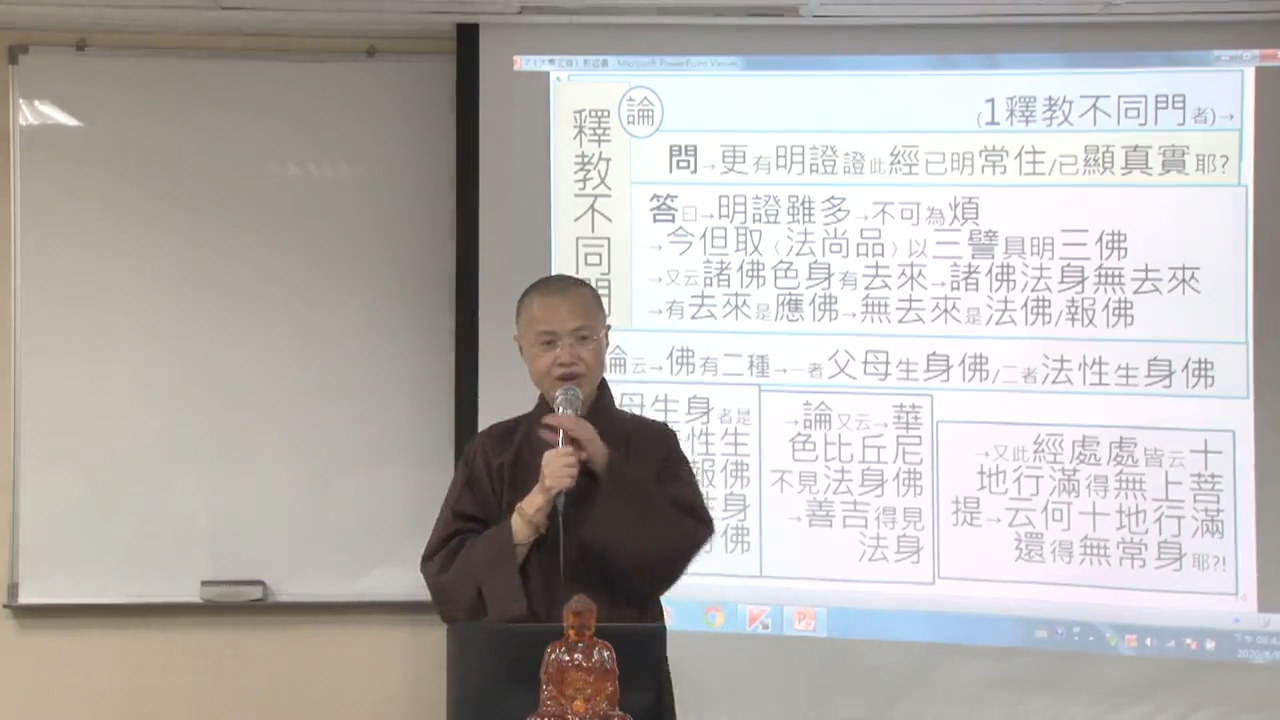 Microsoft PowerPoint Viewer
釋教不同門
論
(1釋教不同門者)→
問→更有明證證此經已明常住/已顯真實耶?
答曰→明證雖多→不可為煩
→今但取〈法尚品〉以三譬具明三佛
→又云諸佛色身有去來→諸佛法身無去來
→有去來是應佛→無去來是法佛/報佛
論云→佛有二種→一者父母生身佛/二者法性生身佛
母生身者是
性生
報佛
身
佛
→論又云→華
色比丘尼
不見法身佛
→善吉得見
法身
→又此經處處皆云十
地行滿得無上菩
提→云何十地行滿
還得無常身耶?!